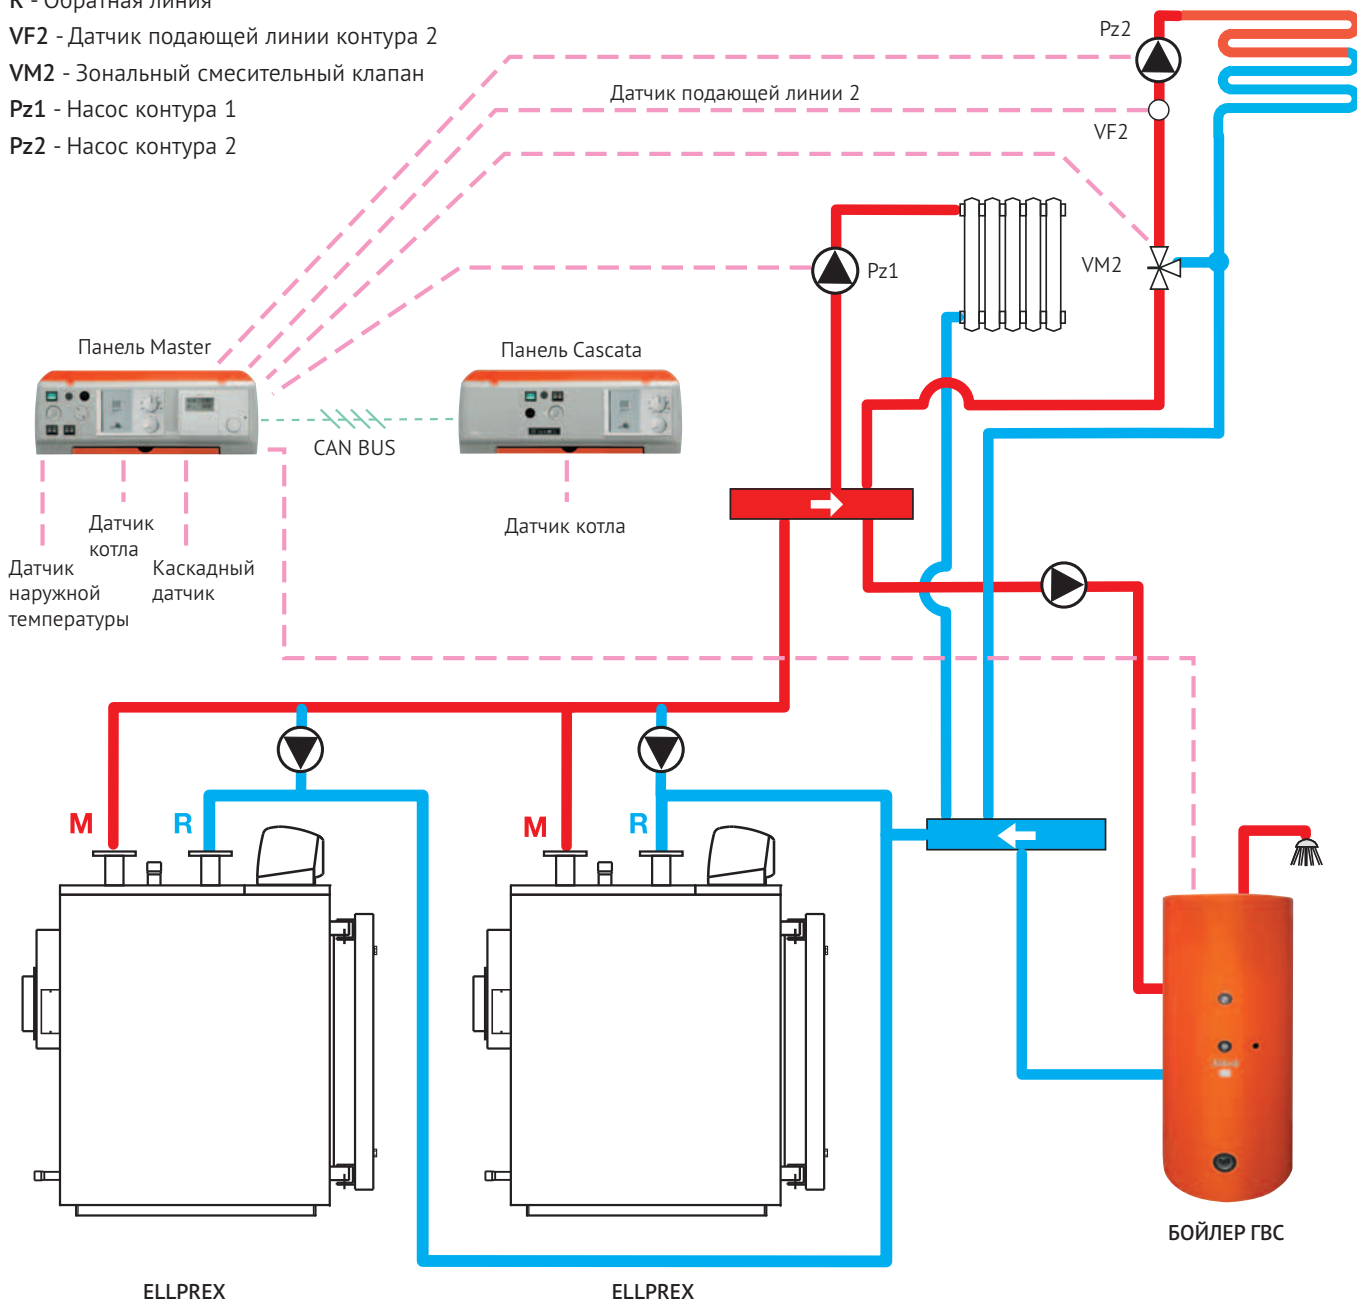 R - Обратная линия
VF2 - Датчик подающей линии контура 2
VM2 - Зональный смесительный клапан
Pz1 - Насос контура 1
Pz2 - Насос контура 2
Pz2
Датчик подающей линии 2
VF2
Pz1
VM2
Панель Master
Панель Cascata
CAN BUS
Датчик
котла
Датчик котла
Датчик
наружной
температуры
Каскадный
датчик
M
R
M
R
БОЙЛЕР ГВС
ELLPREX
ELLPREX